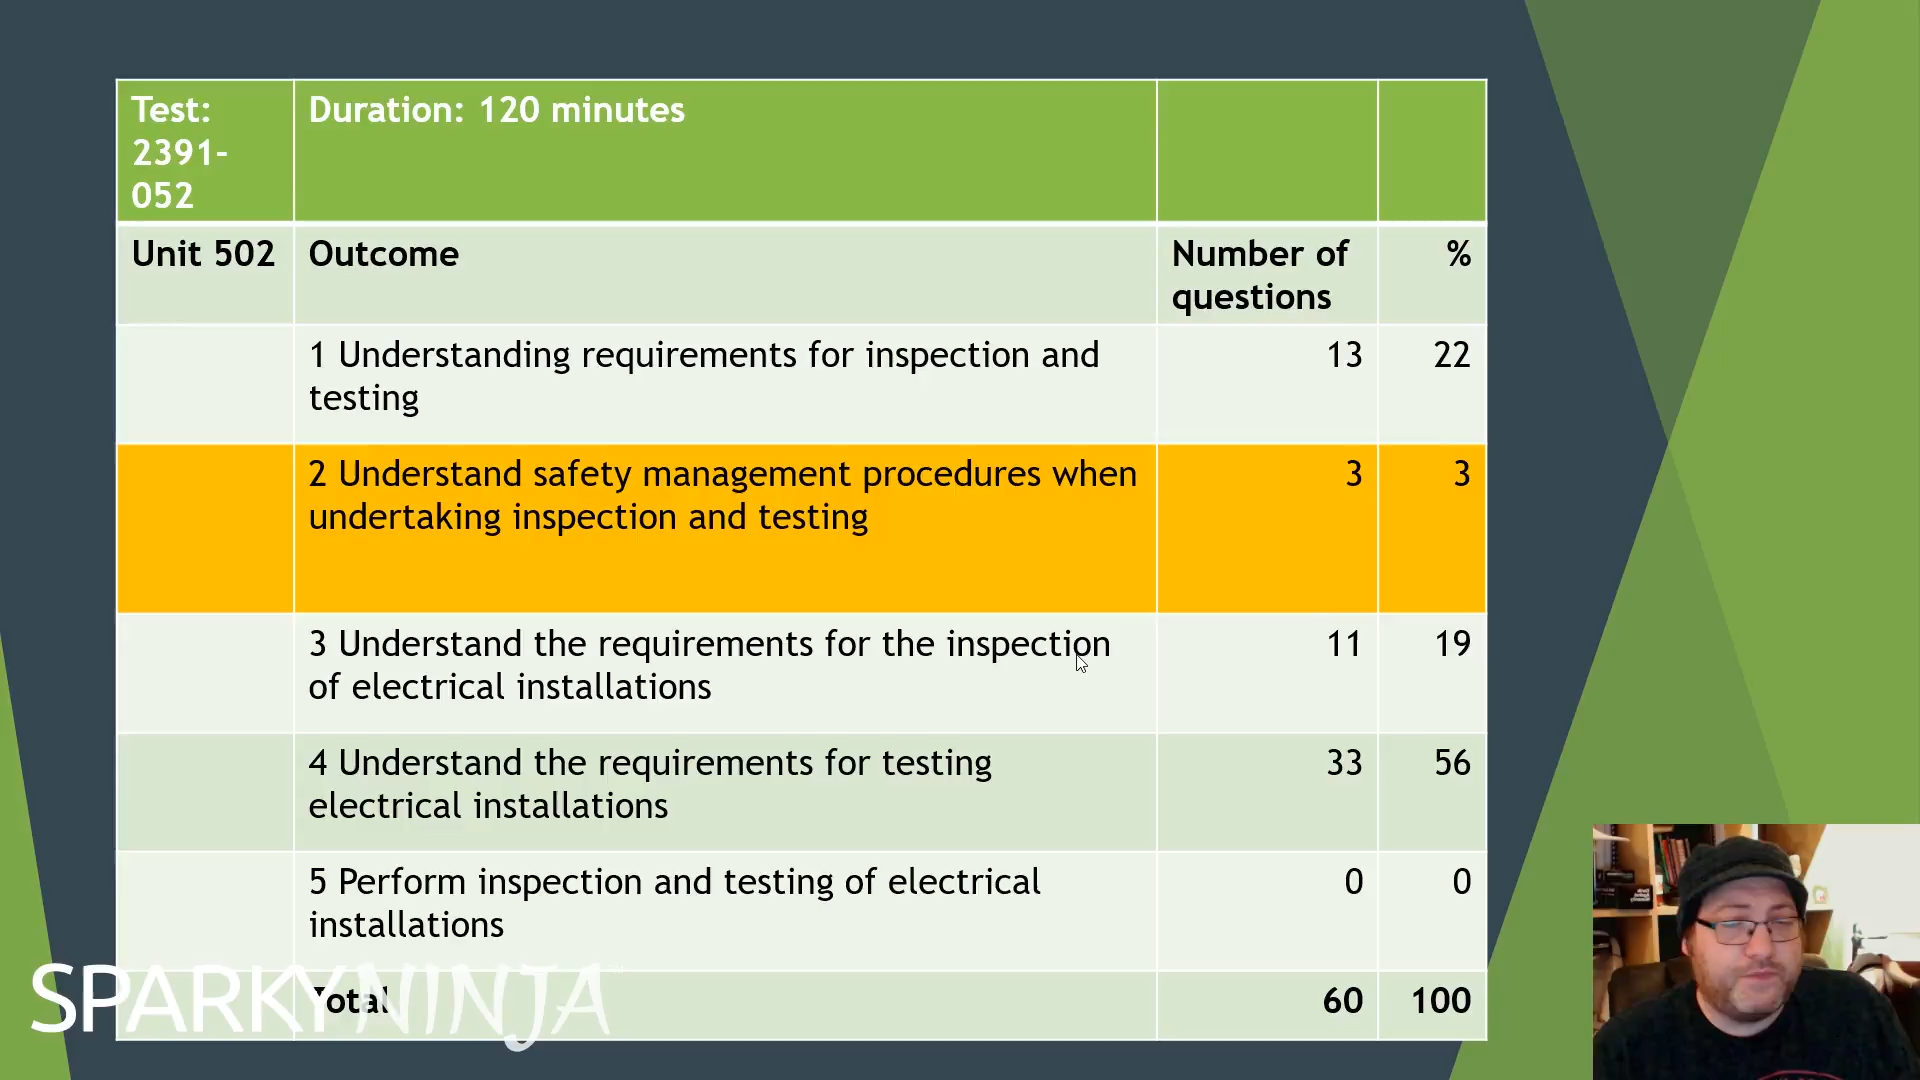 Test: 2391-052 Duration: 120 minutes
Unit 502 Outcome Number of questions %
1 Understanding requirements for inspection and testing 13 22
2 Understand safety management procedures when undertaking inspection and testing 3 3
3 Understand the requirements for the inspection of electrical installations 11 19
4 Understand the requirements for testing electrical installations 33 56
5 Perform inspection and testing of electrical installations 0 0
Total 60 100
SPARKYNINJA